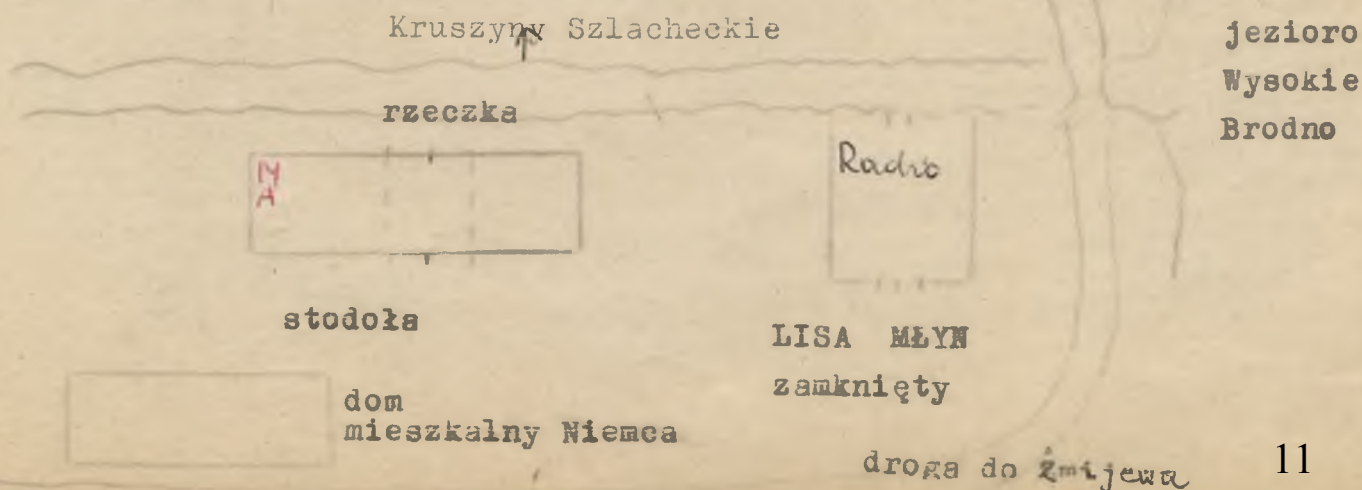 Kruszyny Szlacheckie
jezioro
Wysokie
Brodno
rzeczka
N
A
Radio
stodoła
LISA MŁYN
zamknięty
dom
mieszkalny Niemca
droga do Żmijewa
11